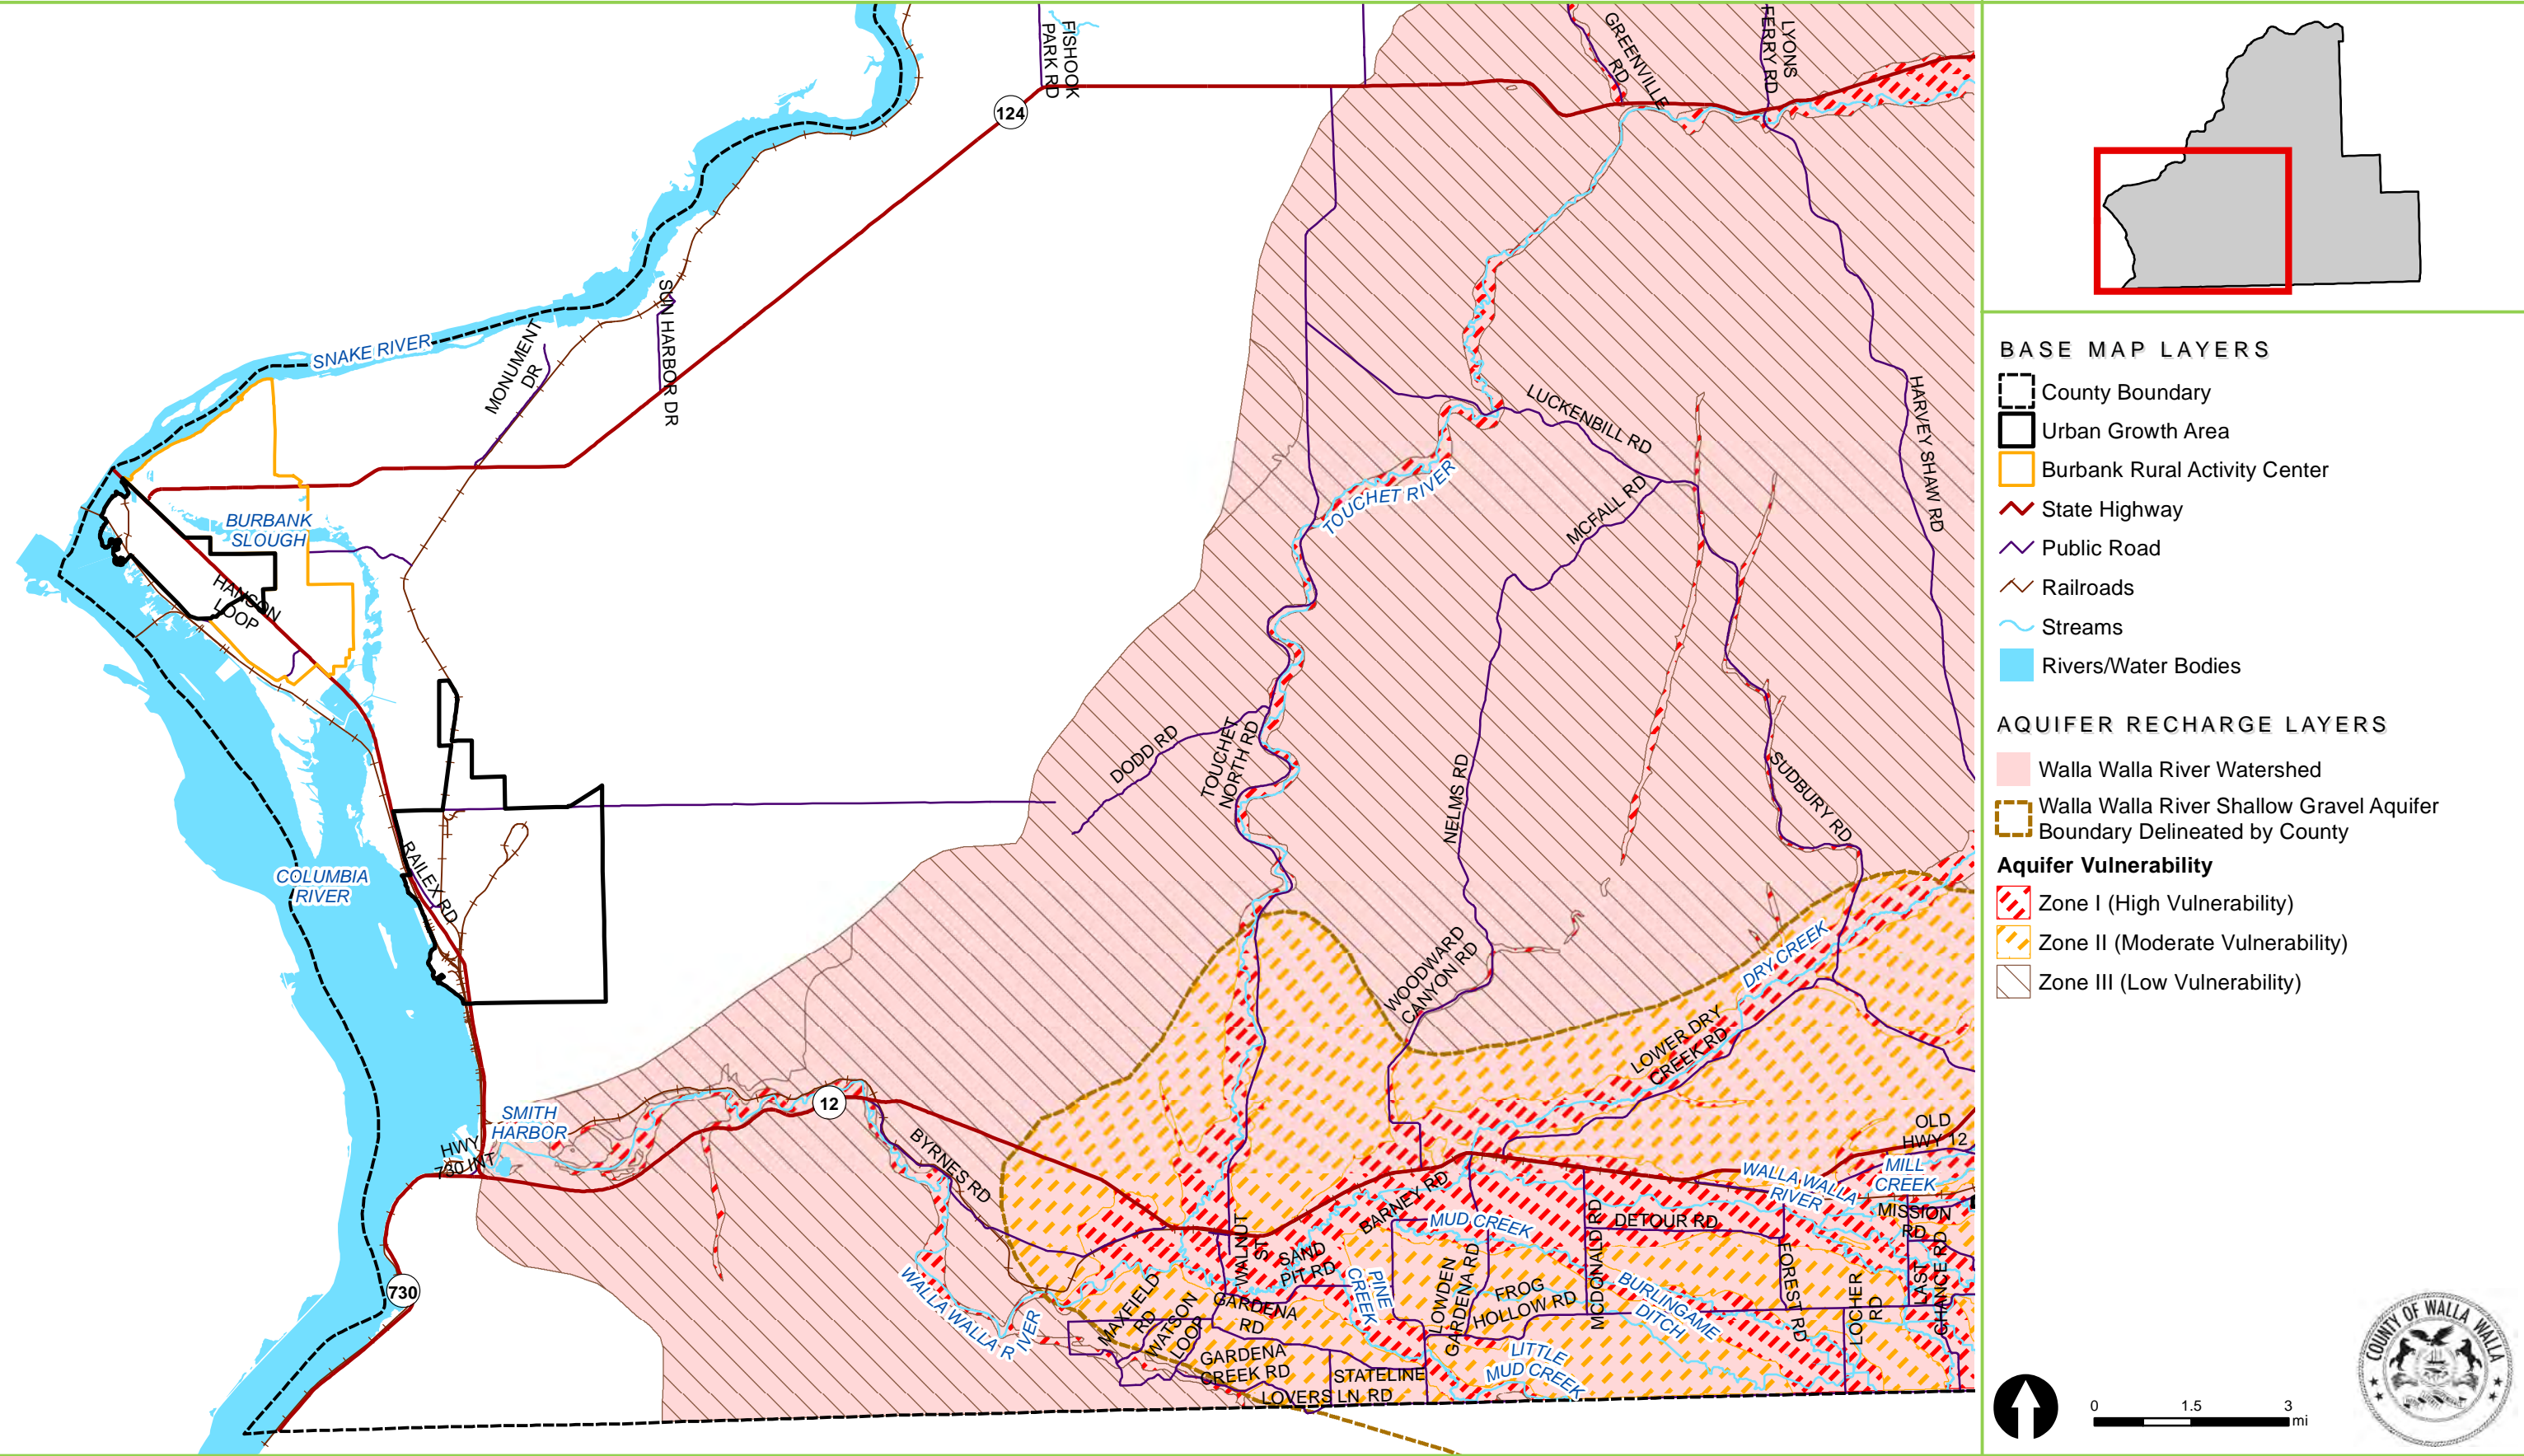 FISHOOK
PARK RD
124
GREENVILLE
RD
LYONS
FERRY RD
SNAKE RIVER
MONUMENT
DR
SUN HARBOR DR
BURBANK
SLOUGH
HANSON
LOOP
LUCKENBILL RD
HARVEY SHAW RD
TOUCHET RIVER
MCFALL RD
DODD RD
TOUCHET
NORTH RD
NELMS RD
SUDBURY RD
COLUMBIA
RIVER
RAILEX RD
WOODWARD
CANYON RD
DRY CREEK
LOWER DRY
CREEK RD
SMITH
HARBOR
HWY
730 INT
12
BYRNES RD
OLD
HWY 12
MILL
CREEK
WALLA WALLA
RIVER
BARNEY RD
MUD CREEK
DETOUR RD
MISSION
RD
WALNUT
ST
SAND
PIT RD
PINE
CREEK
LOWDEN
GARDENA RD
FROG
HOLLOW RD
MCDONALD RD
BURLINGAME
DITCH
FOREST RD
LOCHER
RD
LAST
CHANCE RD
730
WALLA WALLA RIVER
MAXFIELD
RD
WATSON
LOOP
GARDENA
RD
GARDENA
CREEK RD
STATELINE
RD
LOVERS LN
LITTLE
MUD CREEK
BASE MAP LAYERS
County Boundary
Urban Growth Area
Burbank Rural Activity Center
State Highway
Public Road
Railroads
Streams
Rivers/Water Bodies
AQUIFER RECHARGE LAYERS
Walla Walla River Watershed
Walla Walla River Shallow Gravel Aquifer
Boundary Delineated by County
Aquifer Vulnerability
Zone I (High Vulnerability)
Zone II (Moderate Vulnerability)
Zone III (Low Vulnerability)
0 1.5 3
mi
COUNTY OF WALLA WALLA